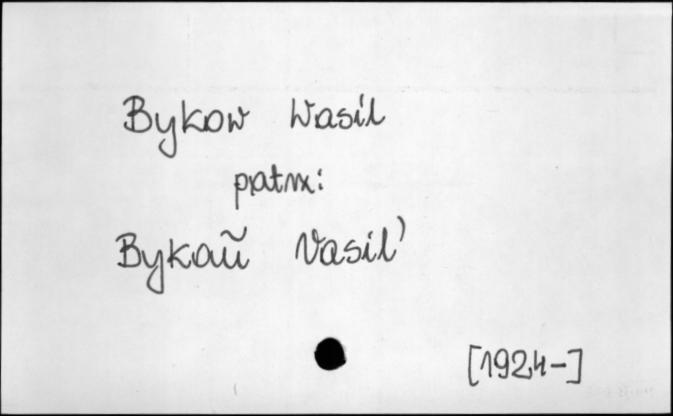 Bykow Wasil
patrz:
Bykaŭ Vasil'
[1924-]